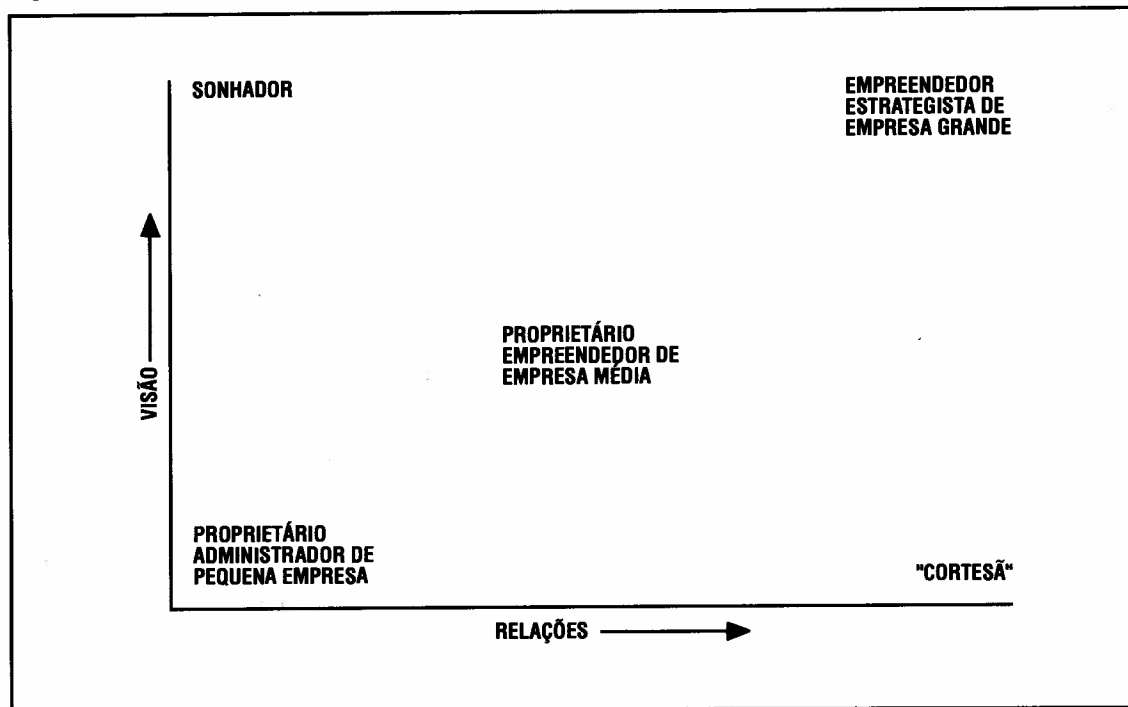 SONHADOR
EMPREENDEDOR
ESTRATEGISTA DE
EMPRESA GRANDE
VISÃO
PROPRIETÁRIO
EMPREENDEDOR DE
EMPRESA MÉDIA
PROPRIETÁRIO
ADMINISTRADOR DE
PEQUENA EMPRESA
"CORTESÃ"
RELAÇÕES